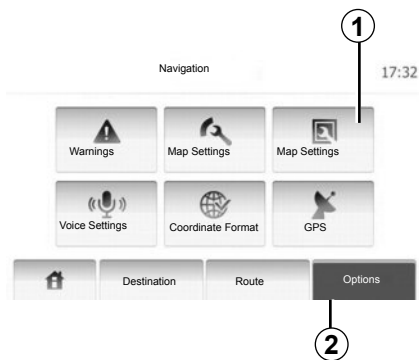 1
Navigation 17:32
Warnings Map Settings Map Settings
Voice Settings Coordinate Format GPS
Destination Route Options
2